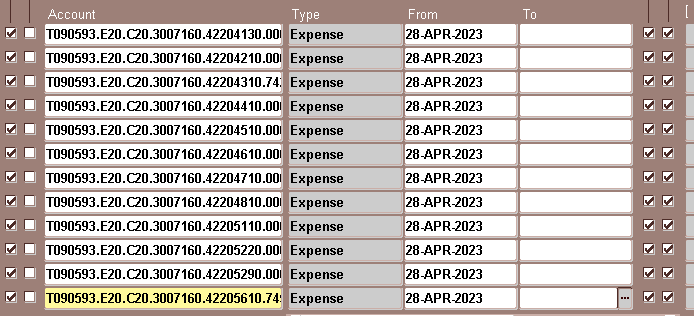 Account Type From To [
T090593.E20.C20.3007160.42204130.00 Expense 28-APR-2023
T090593.E20.C20.3007160.42204210.00 Expense 28-APR-2023
T090593.E20.C20.3007160.42204310.74 Expense 28-APR-2023
T090593.E20.C20.3007160.42204410.00 Expense 28-APR-2023
T090593.E20.C20.3007160.42204510.00 Expense 28-APR-2023
T090593.E20.C20.3007160.42204610.00 Expense 28-APR-2023
T090593.E20.C20.3007160.42204710.00 Expense 28-APR-2023
T090593.E20.C20.3007160.42204810.00 Expense 28-APR-2023
T090593.E20.C20.3007160.42205110.00 Expense 28-APR-2023
T090593.E20.C20.3007160.42205220.00 Expense 28-APR-2023
T090593.E20.C20.3007160.42205290.00 Expense 28-APR-2023
T090593.E20.C20.3007160.42205610.74 Expense 28-APR-2023 ...